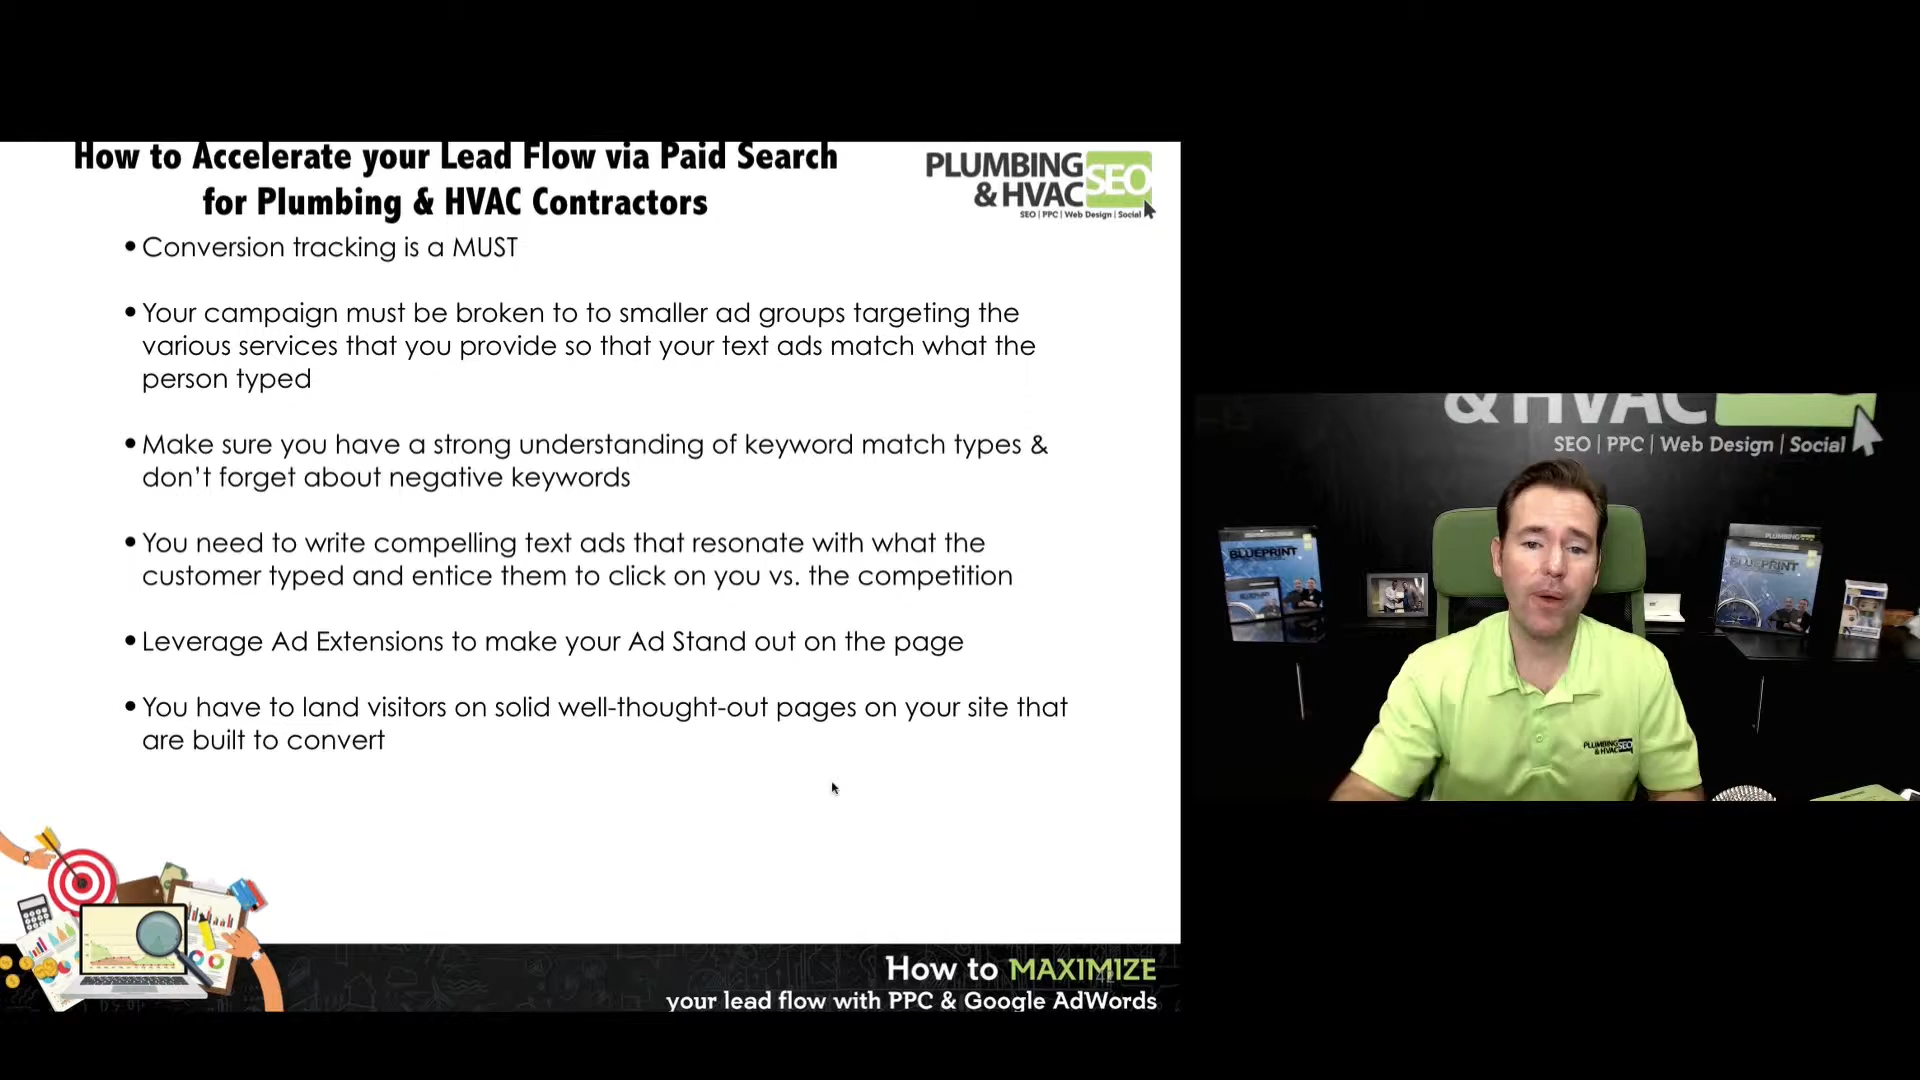 How to Accelerate your Lead Flow via Paid Search
for Plumbing & HVAC Contractors
PLUMBING
& HVAC SEO
SEO | PPC | Web Design | Social
• Conversion tracking is a MUST
• Your campaign must be broken to to smaller ad groups targeting the
various services that you provide so that your text ads match what the
person typed
• Make sure you have a strong understanding of keyword match types &
don't forget about negative keywords
• You need to write compelling text ads that resonate with what the
customer typed and entice them to click on you vs. the competition
• Leverage Ad Extensions to make your Ad Stand out on the page
• You have to land visitors on solid well-thought-out pages on your site that
are built to convert
How to MAXIMIZE
your lead flow with PPC & Google AdWords
& HVAC
SEO | PPC | Web Design | Social
BLUEPRINT
PLUMBING
BLUEPRINT
PLUMBING
& HVAC SEO